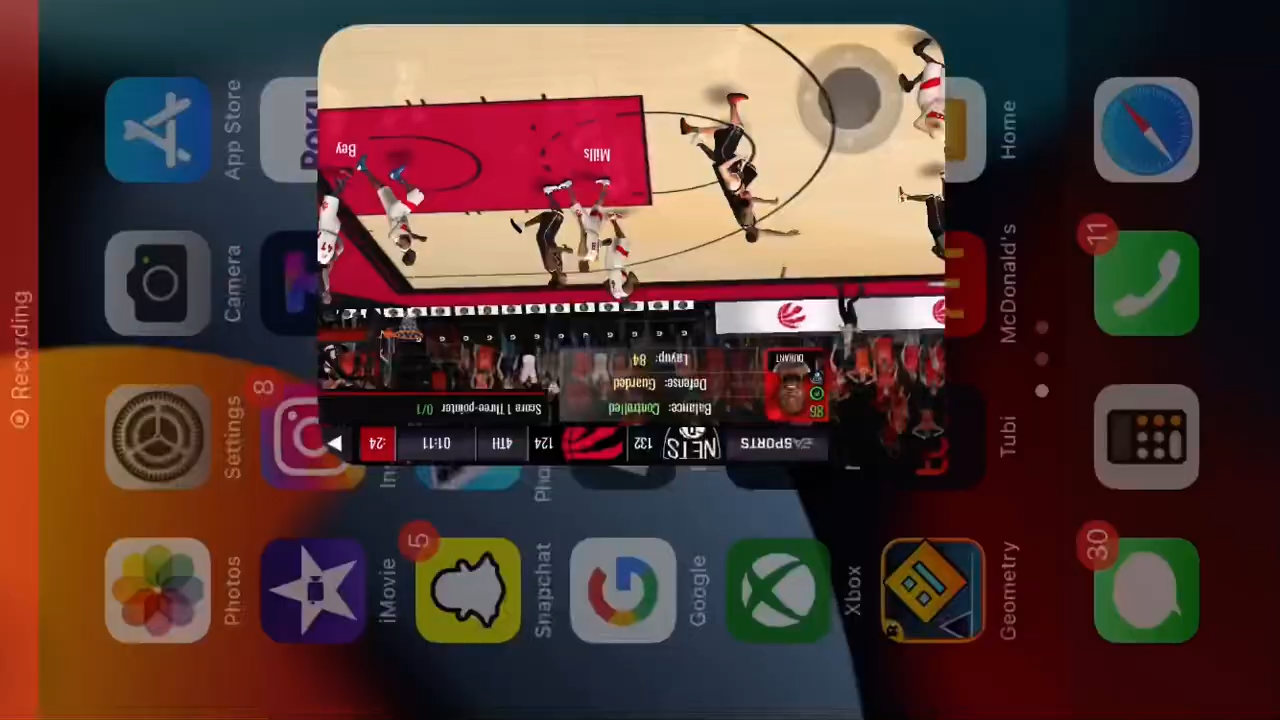 Recording
App Store
Camera
Settings
Photos
iMovie
Snapchat
Google
Xbox
Geometry
Home
McDonald's
Tubi
8
5
11
30
Bey
Mills
DURANT
86
Balance: Controlled
Defense: Guarded
Layup: 84
Score 1 Three-pointer 0/1
EA SPORTS
NETS 132
124
4TH
01:11
:24